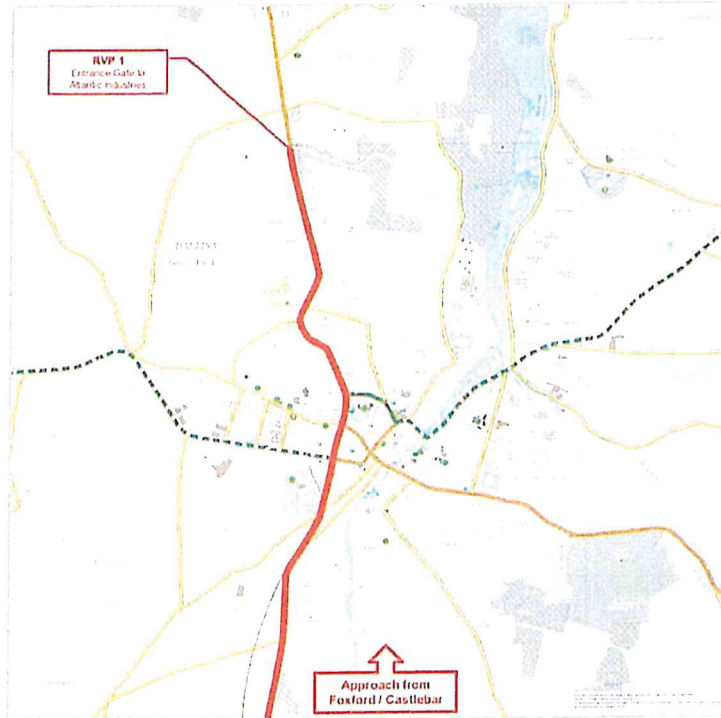 RVP 1
Entrance Gate to
Atlantic Industries
Approach from
Foxford / Castlebar